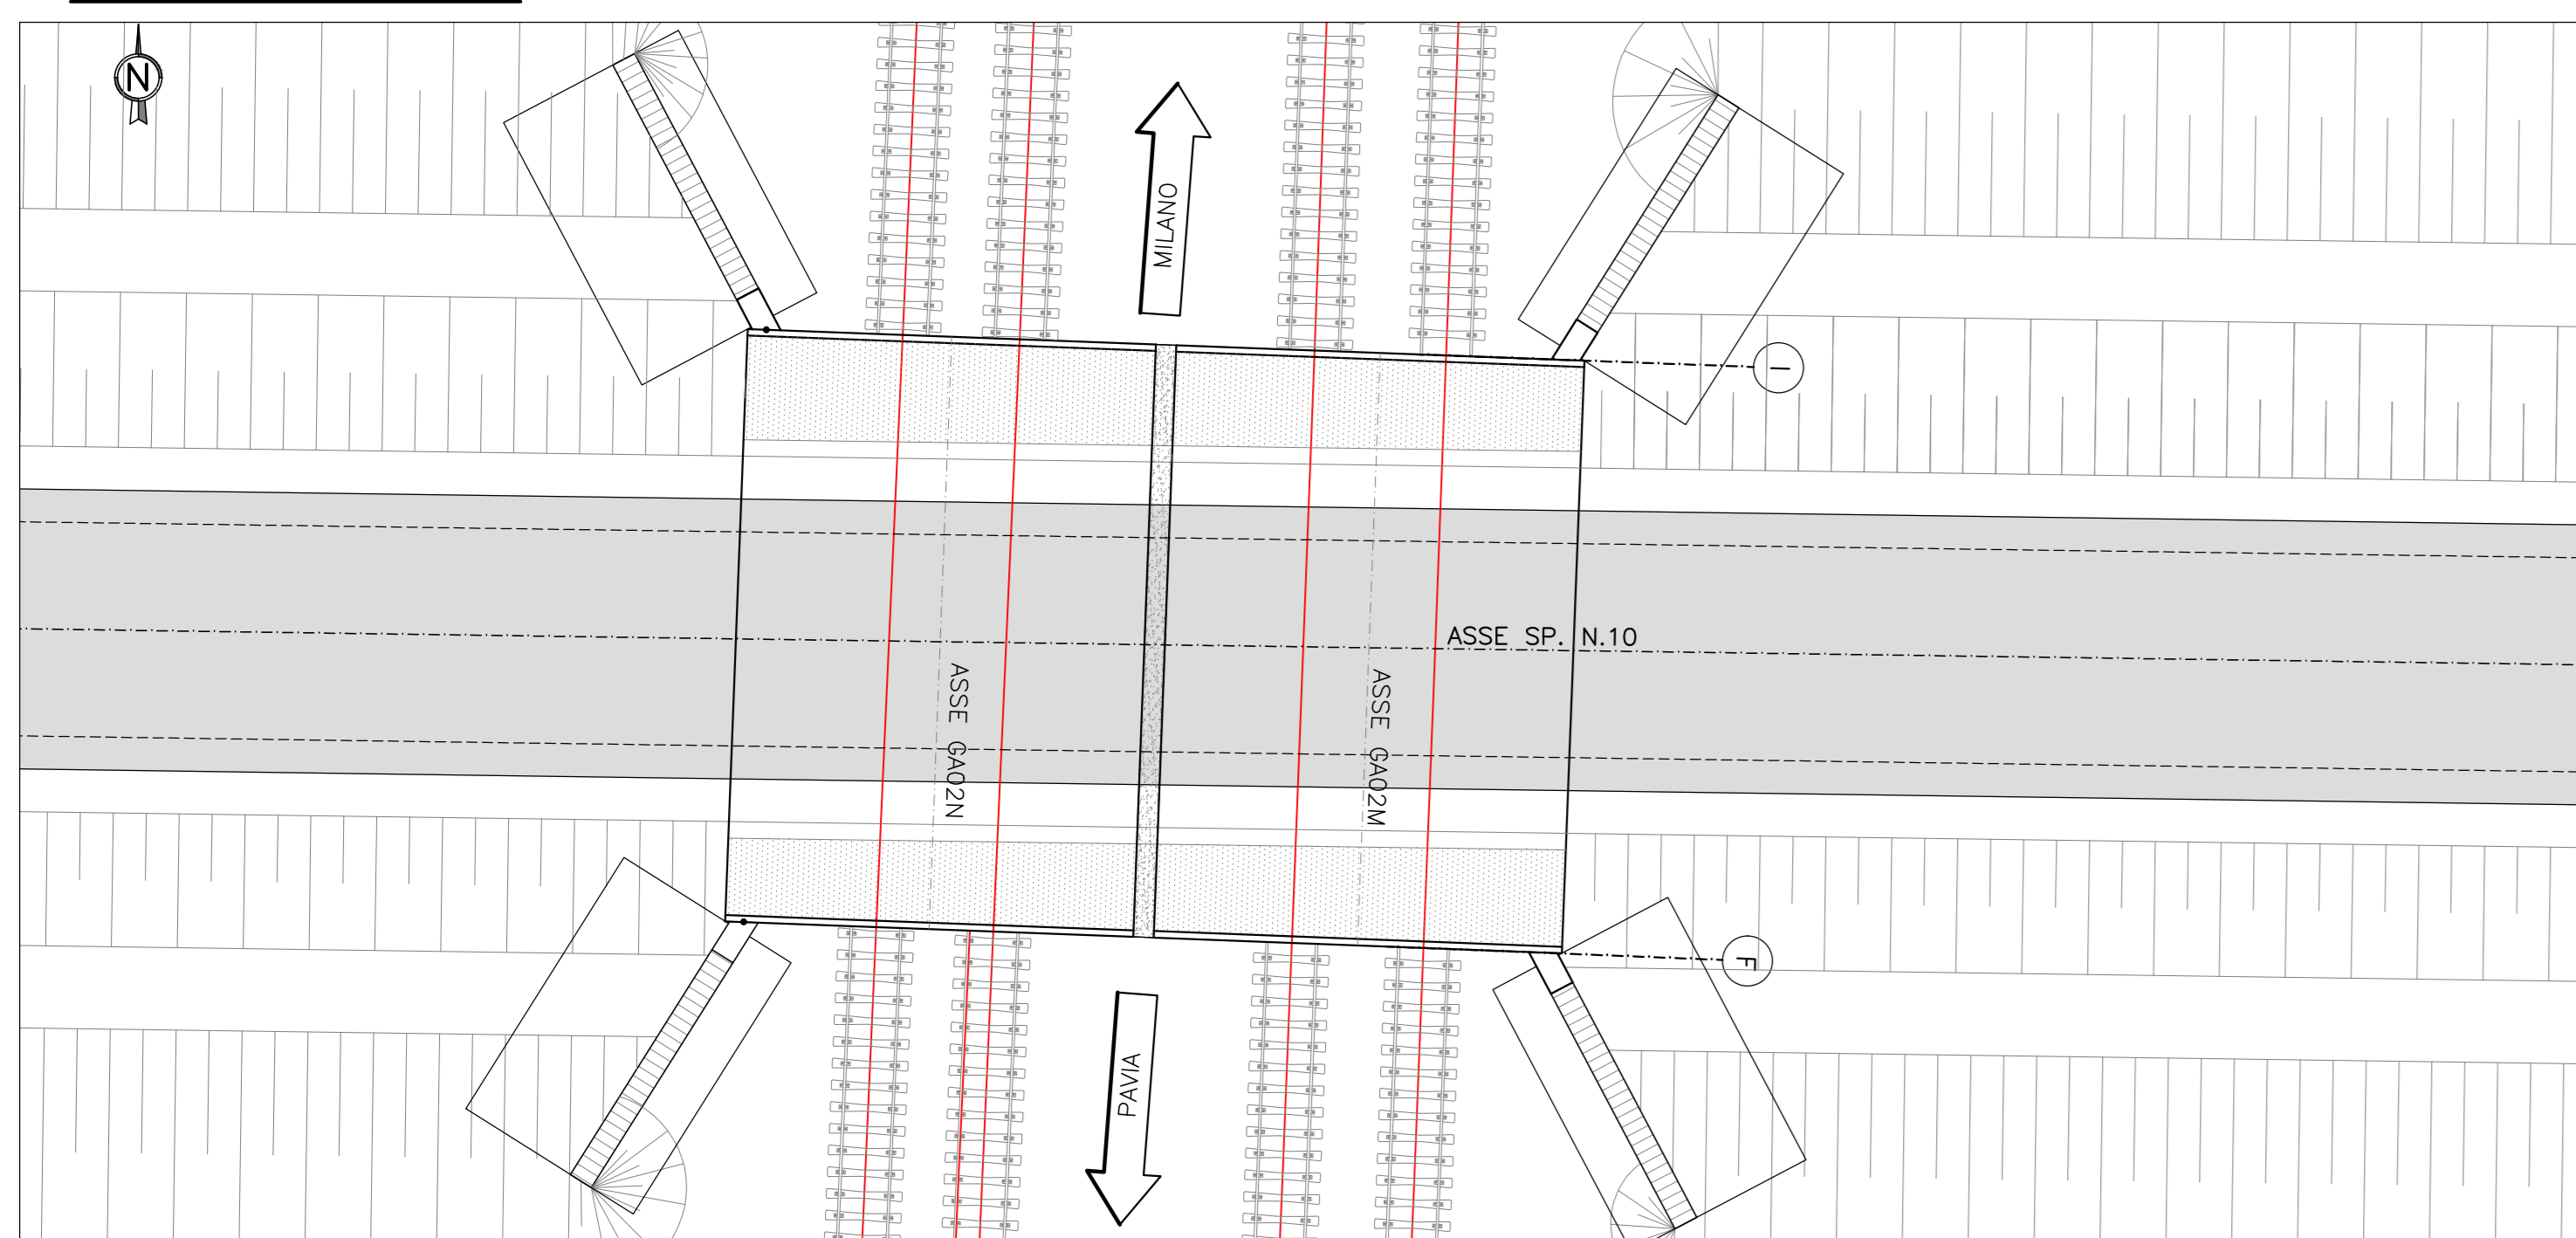 N
MILANO
I
ASSE SP. N.10
ASSE GA02N
ASSE GA02M
F
PAVIA